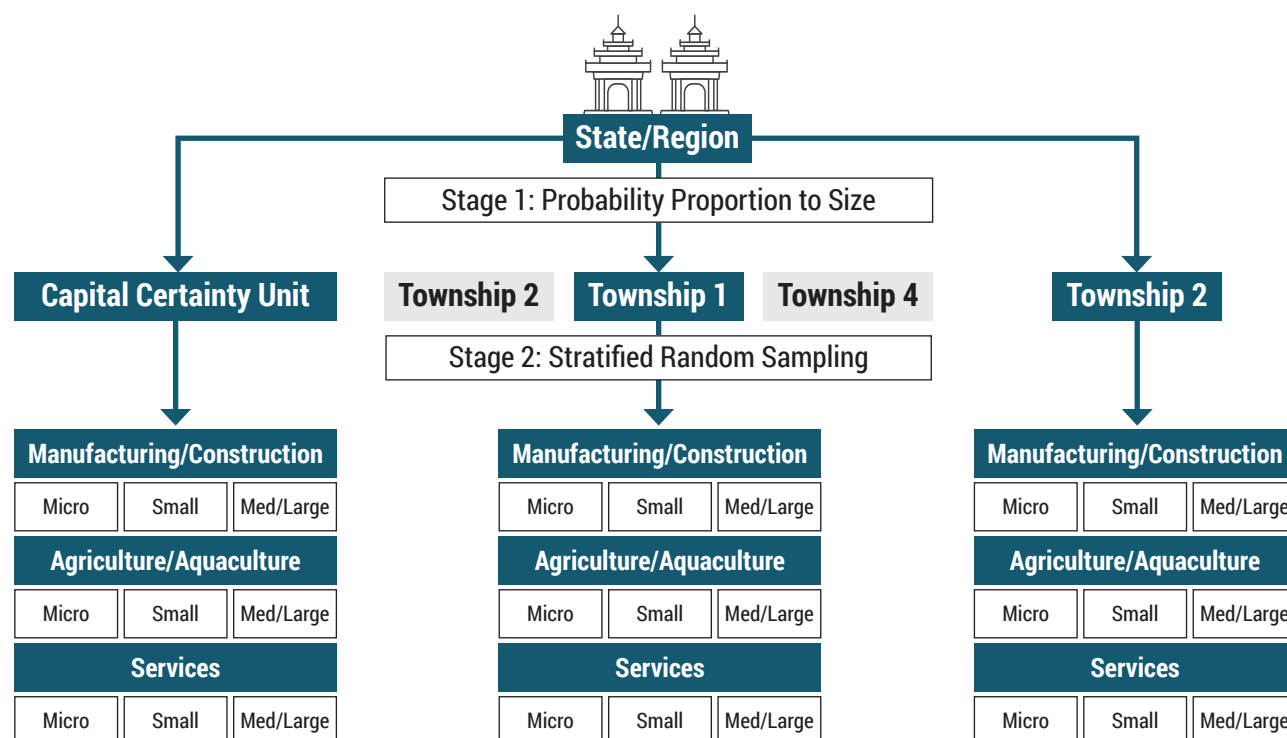 State/Region
Stage 1: Probability Proportion to Size
Capital Certainty Unit
Township 2
Township 1
Township 4
Township 2
Stage 2: Stratified Random Sampling
Manufacturing/Construction
Micro Small Med/Large
Agriculture/Aquaculture
Micro Small Med/Large
Services
Micro Small Med/Large
Manufacturing/Construction
Micro Small Med/Large
Agriculture/Aquaculture
Micro Small Med/Large
Services
Micro Small Med/Large
Manufacturing/Construction
Micro Small Med/Large
Agriculture/Aquaculture
Micro Small Med/Large
Services
Micro Small Med/Large